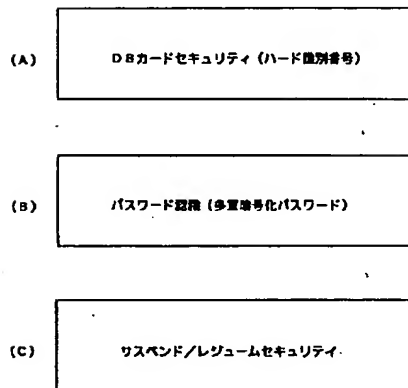 (A) DBカードセキュリティ (ハード識別番号)
(B) パスワード認識 (多重暗号化パスワード)
(C) サスペンド/レジュームセキュリティ